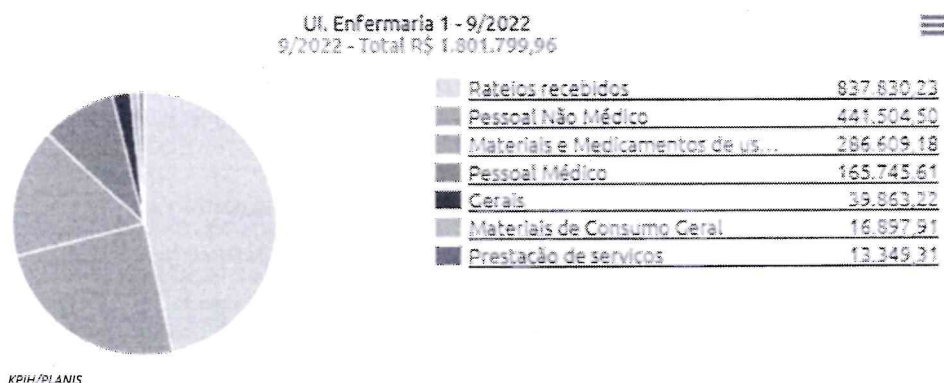 UI. Enfermaria 1 - 9/2022
9/2022 - Total R$ 1.801.799,96
Rateios recebidos 837.830,23
Pessoal Não Médico 441.504,50
Materiais e Medicamentos de us... 286.609,18
Pessoal Médico 165.745,61
Gerais 39.863,22
Materiais de Consumo Geral 16.897,91
Prestação de serviços 13.349,31
KPIH/PLANIS